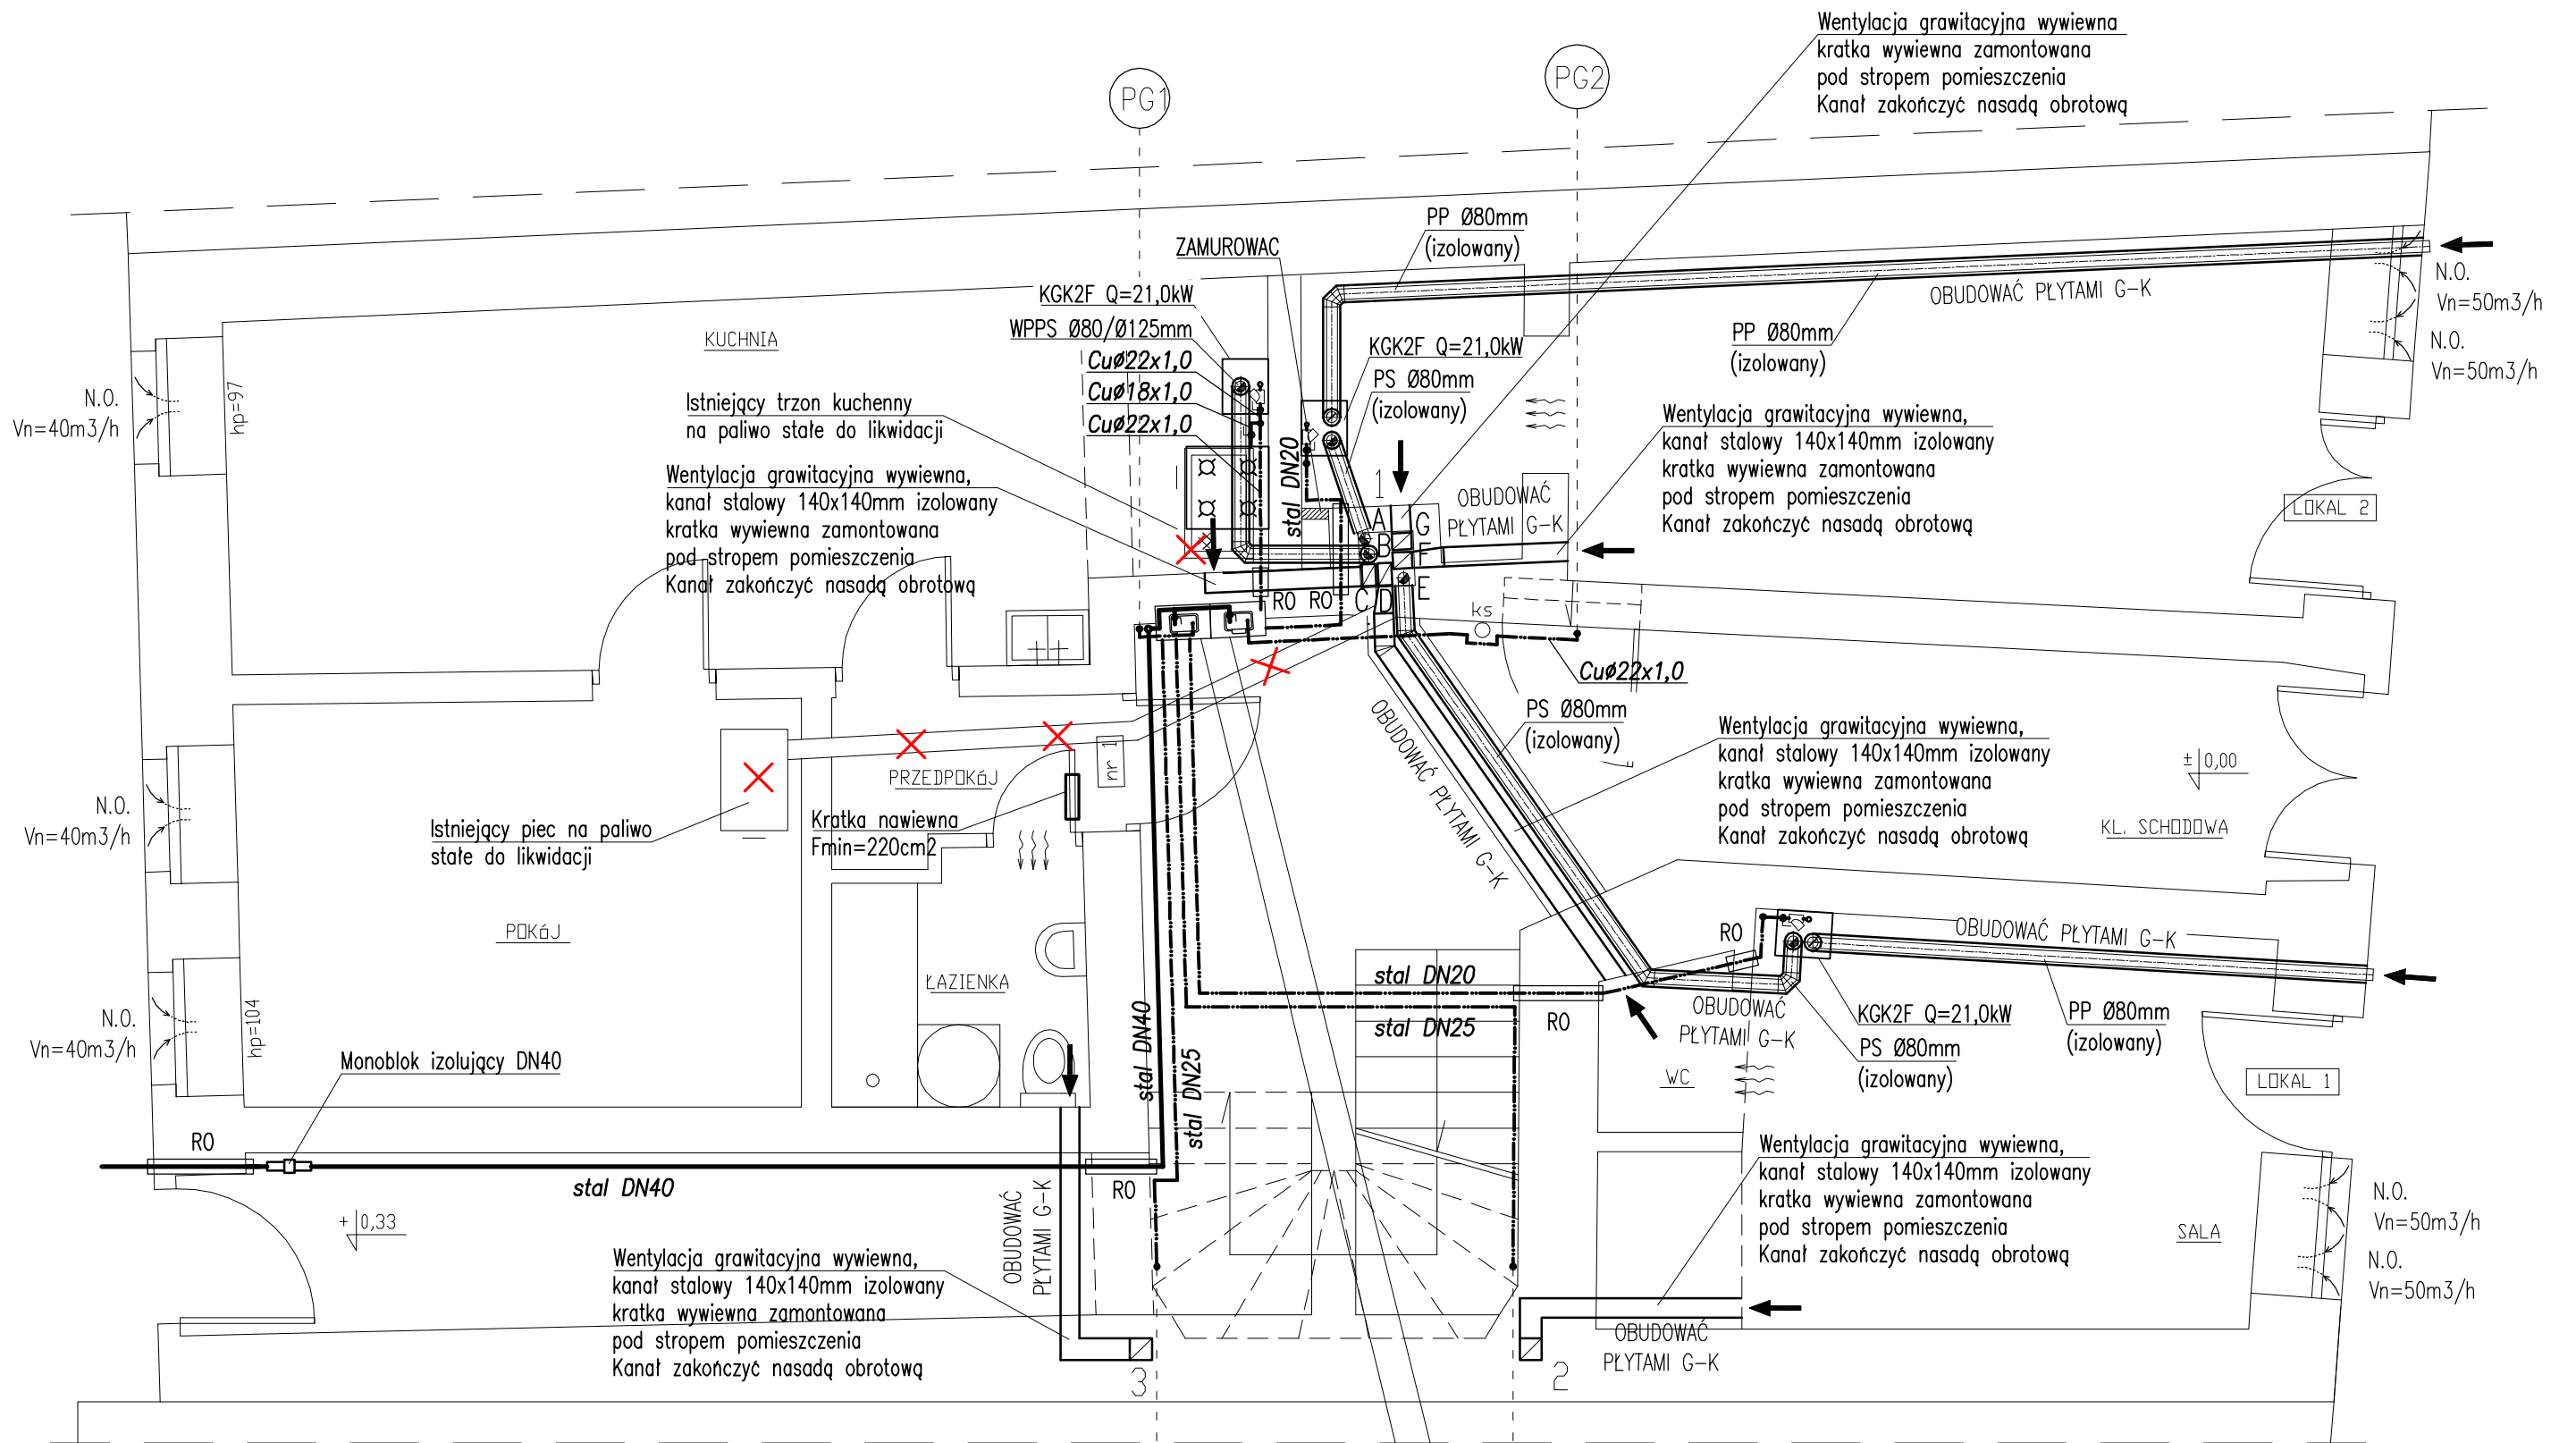 Wentylacja grawitacyjna wywiewna
kratka wywiewna zamontowana
pod stropem pomieszczenia
Kanał zakończyć nasadą obrotową
PG1
PG2
PP Ø80mm
(izolowany)
ZAMUROWAC
KGK2F Q=21,0kW
WPPS Ø80/Ø125mm
Cuø22x1,0
Cuø18x1,0
Cuø22x1,0
KUCHNIA
OBUDOWAĆ PŁYTAMI G-K
N.O.
Vn=50m3/h
N.O.
Vn=50m3/h
PP Ø80mm
(izolowany)
KGK2F Q=21,0kW
PS Ø80mm
(izolowany)
N.O.
Vn=40m3/h
hp=97
Istniejący trzon kuchenny
na paliwo stałe do likwidacji
Wentylacja grawitacyjna wywiewna,
kanał stalowy 140x140mm izolowany
kratka wywiewna zamontowana
pod stropem pomieszczenia
Kanał zakończyć nasadą obrotową
stal DN20
1
OBUDOWAĆ
PŁYTAMI G-K
Wentylacja grawitacyjna wywiewna,
kanał stalowy 140x140mm izolowany
kratka wywiewna zamontowana
pod stropem pomieszczenia
Kanał zakończyć nasadą obrotową
LOKAL 2
A
G
B
F
C
D
E
RO
RO
ks
Cuø22x1,0
PS Ø80mm
(izolowany)
OBUDOWAĆ PŁYTAMI G-K
Wentylacja grawitacyjna wywiewna,
kanał stalowy 140x140mm izolowany
kratka wywiewna zamontowana
pod stropem pomieszczenia
Kanał zakończyć nasadą obrotową
±0,00
KL. SCHODOWA
N.O.
Vn=40m3/h
Istniejący piec na paliwo
stałe do likwidacji
PRZEDPOKÓJ
nr 1
Kratka nawiewna
Fmin=220cm2
POKÓJ
ŁAZIENKA
N.O.
Vn=40m3/h
hp=104
Monoblok izolujący DN40
RO
stal DN40
RO
stal DN40
stal DN25
stal DN20
stal DN25
RO
RO
OBUDOWAĆ PŁYTAMI G-K
OBUDOWAĆ
PŁYTAMI G-K
KGK2F Q=21,0kW
PS Ø80mm
(izolowany)
PP Ø80mm
(izolowany)
WC
LOKAL 1
Wentylacja grawitacyjna wywiewna,
kanał stalowy 140x140mm izolowany
kratka wywiewna zamontowana
pod stropem pomieszczenia
Kanał zakończyć nasadą obrotową
SALA
N.O.
Vn=50m3/h
N.O.
Vn=50m3/h
+0,33
OBUDOWAĆ
PŁYTAMI G-K
Wentylacja grawitacyjna wywiewna,
kanał stalowy 140x140mm izolowany
kratka wywiewna zamontowana
pod stropem pomieszczenia
Kanał zakończyć nasadą obrotową
3
2
OBUDOWAĆ
PŁYTAMI G-K